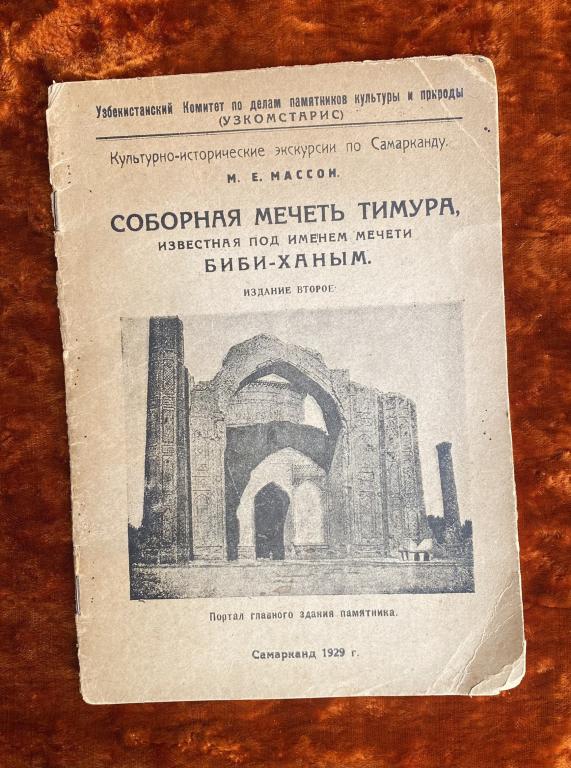 Узбекистанский Комитет по делам памятников культуры и природы
(УЗКОМСТАРИС)
Культурно-исторические экскурсии по Самарканду.
М. Е. МАССОН.
СОБОРНАЯ МЕЧЕТЬ ТИМУРА,
ИЗВЕСТНАЯ ПОД ИМЕНЕМ МЕЧЕТИ
БИБИ-ХАНЫМ.
ИЗДАНИЕ ВТОРОЕ
Портал главного здания памятника.
Самарканд 1929 г.